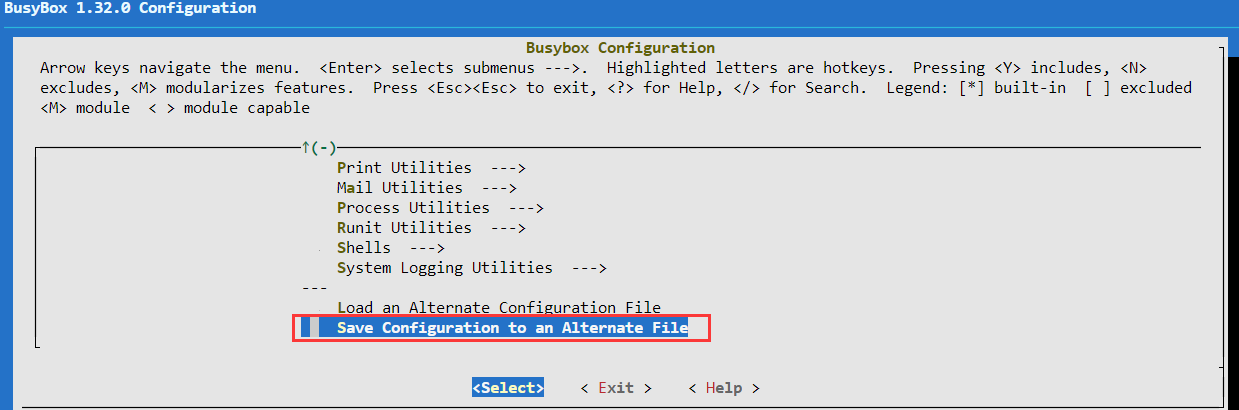 BusyBox 1.32.0 Configuration
Busybox Configuration
Arrow keys navigate the menu.  <Enter> selects submenus --->.  Highlighted letters are hotkeys.  Pressing <Y> includes, <N>
excludes, <M> modularizes features.  Press <Esc><Esc> to exit, <?> for Help, </> for Search.  Legend: [*] built-in  [ ] excluded
<M> module  < > module capable
↑(-)
Print Utilities  --->
Mail Utilities  --->
Process Utilities  --->
Runit Utilities  --->
Shells  --->
System Logging Utilities  --->
---
Load an Alternate Configuration File
Save Configuration to an Alternate File
<Select>    < Exit >    < Help >